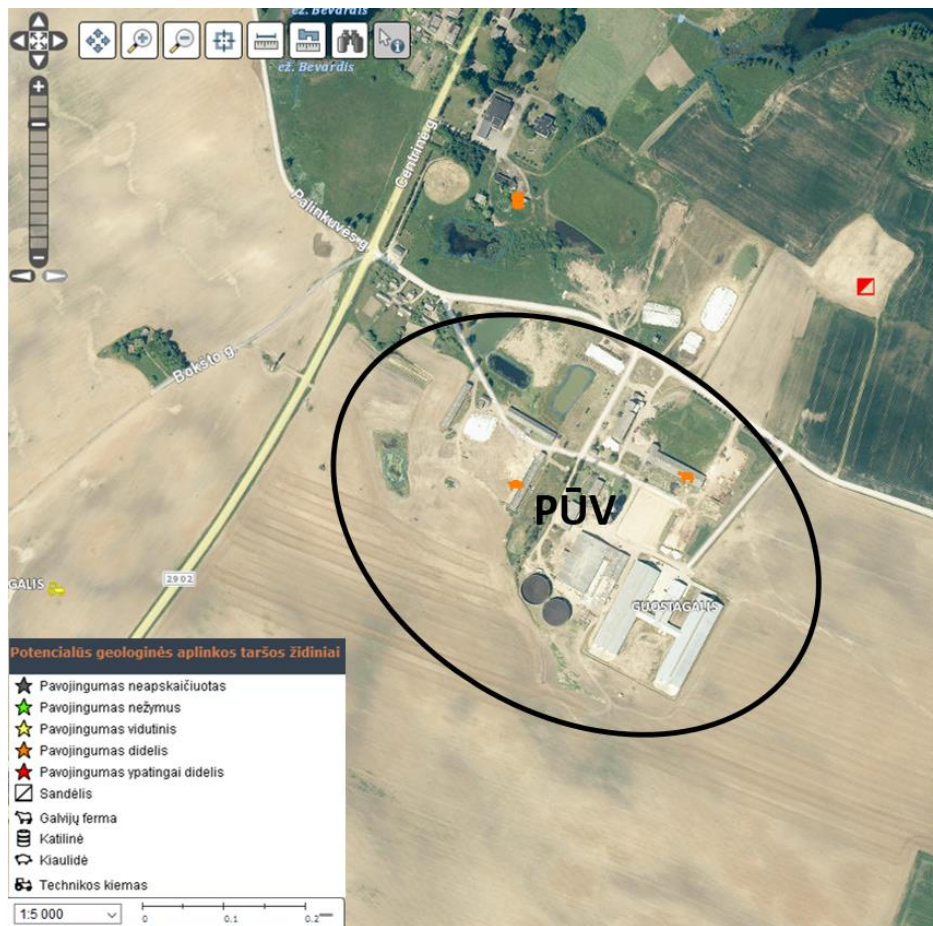 ež. Bevardis
ež. Bevardis
Centrinė g.
Palinkuvės g.
Bokšto g.
PŪV
2902
GALIS
GUOSTAGALIS
Potencialūs geologinės aplinkos taršos židiniai
Pavojingumas neapskaičiuotas
Pavojingumas nežymus
Pavojingumas vidutinis
Pavojingumas didelis
Pavojingumas ypatingai didelis
Sandėlis
Galvijų ferma
Katilinė
Kiaulidė
Technikos kiemas
1:5 000
0 0.1 0.2